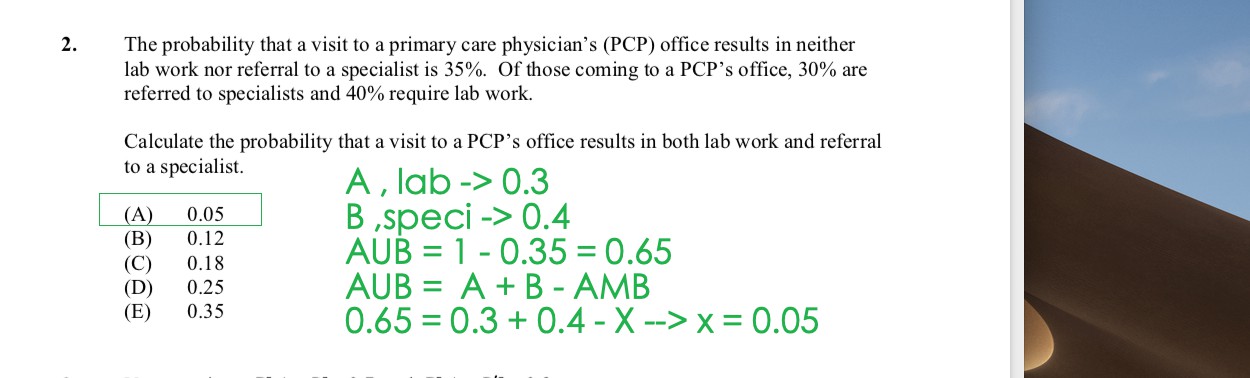 2. The probability that a visit to a primary care physician's (PCP) office results in neither
lab work nor referral to a specialist is 35%. Of those coming to a PCP's office, 30% are
referred to specialists and 40% require lab work.
Calculate the probability that a visit to a PCP's office results in both lab work and referral
to a specialist.
(A) 0.05
(B) 0.12
(C) 0.18
(D) 0.25
(E) 0.35
A , lab -> 0.3
B ,speci -> 0.4
AUB = 1 - 0.35 = 0.65
AUB = A + B - AMB
0.65 = 0.3 + 0.4 - X --> x = 0.05